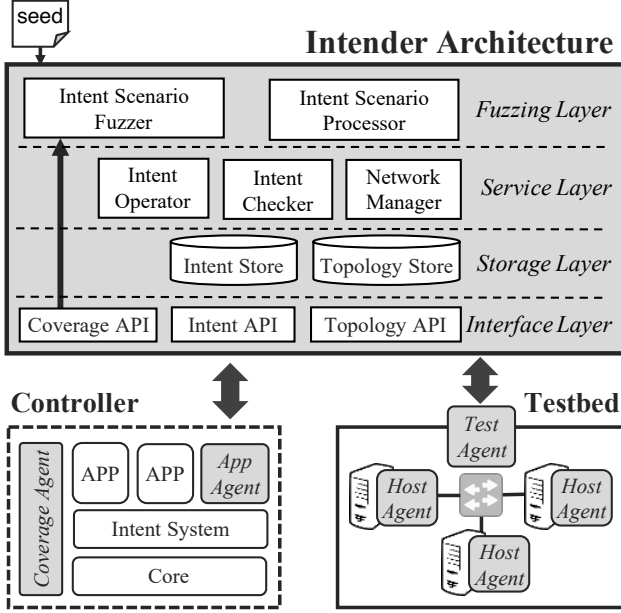 seed
Intender Architecture
Intent Scenario
Fuzzer
Intent Scenario
Processor
Fuzzing Layer
Intent
Operator
Intent
Checker
Network
Manager
Service Layer
Intent Store
Topology Store
Storage Layer
Coverage API
Intent API
Topology API
Interface Layer
Controller
Coverage Agent
APP
APP
App
Agent
Intent System
Core
Testbed
Test
Agent
Host
Agent
Host
Agent
Host
Agent